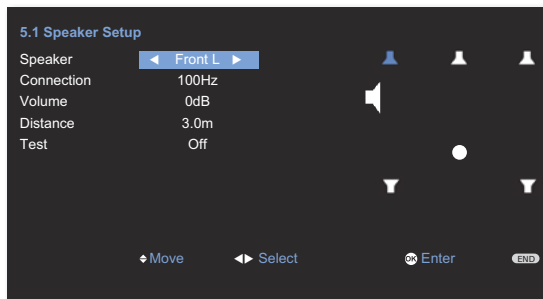 5.1 Speaker Setup
Speaker ◀ Front L ▶
Connection 100Hz
Volume 0dB
Distance 3.0m
Test Off
Move Select OK Enter END